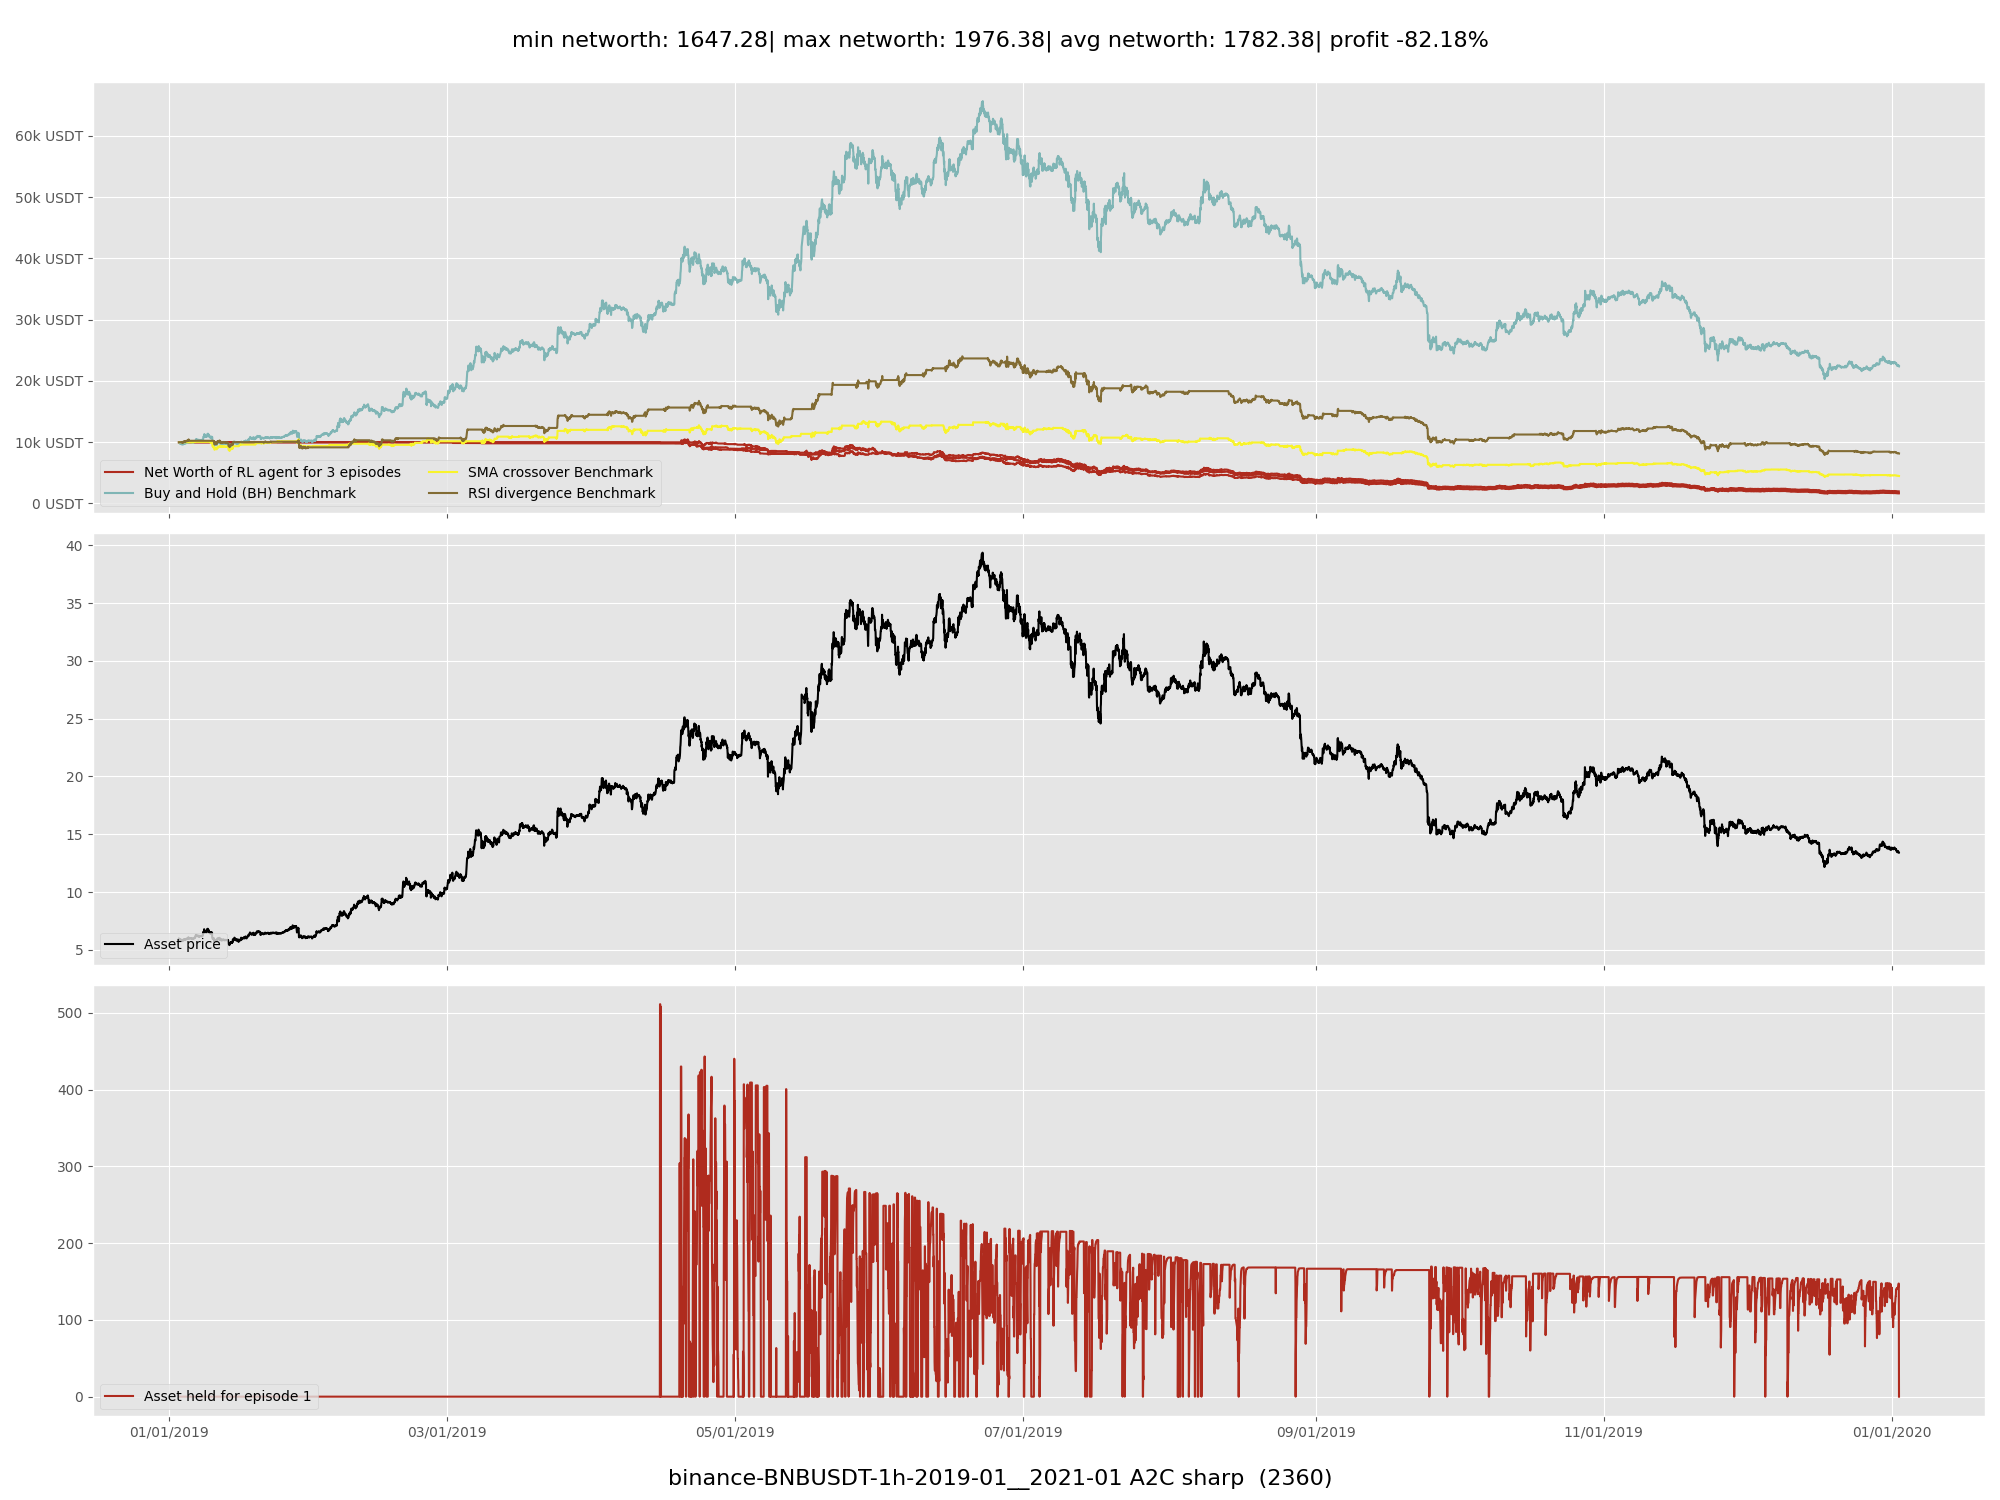 min networth: 1647.28| max networth: 1976.38| avg networth: 1782.38| profit -82.18%
60k USDT
50k USDT
40k USDT
30k USDT
20k USDT
10k USDT
0 USDT
Net Worth of RL agent for 3 episodes
Buy and Hold (BH) Benchmark
SMA crossover Benchmark
RSI divergence Benchmark
40
35
30
25
20
15
10
5
Asset price
500
400
300
200
100
0
Asset held for episode 1
01/01/2019 03/01/2019 05/01/2019 07/01/2019 09/01/2019 11/01/2019 01/01/2020
binance-BNBUSDT-1h-2019-01__2021-01 A2C sharp  (2360)